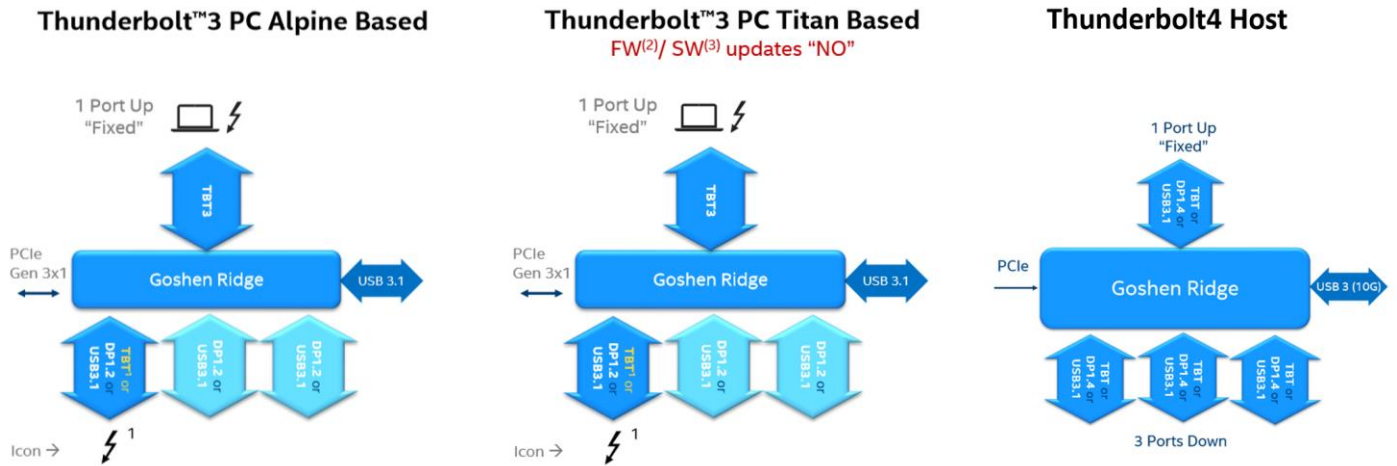 Thunderbolt™3 PC Alpine Based
1 Port Up
“Fixed”
TBT3
PCIe
Gen 3x1
Goshen Ridge
USB 3.1
TBT¹ or
DP1.2 or
USB3.1
DP1.2 or
USB3.1
DP1.2 or
USB3.1
Icon →
1
Thunderbolt™3 PC Titan Based
FW(2)/ SW(3) updates “NO”
1 Port Up
“Fixed”
TBT3
PCIe
Gen 3x1
Goshen Ridge
USB 3.1
TBT¹ or
DP1.2 or
USB3.1
DP1.2 or
USB3.1
DP1.2 or
USB3.1
Icon →
1
Thunderbolt4 Host
1 Port Up
“Fixed”
TBT or
DP1.4 or
USB3.1
PCIe
Goshen Ridge
USB 3 (10G)
TBT or
DP1.4 or
USB3.1
TBT or
DP1.4 or
USB3.1
TBT or
DP1.4 or
USB3.1
3 Ports Down